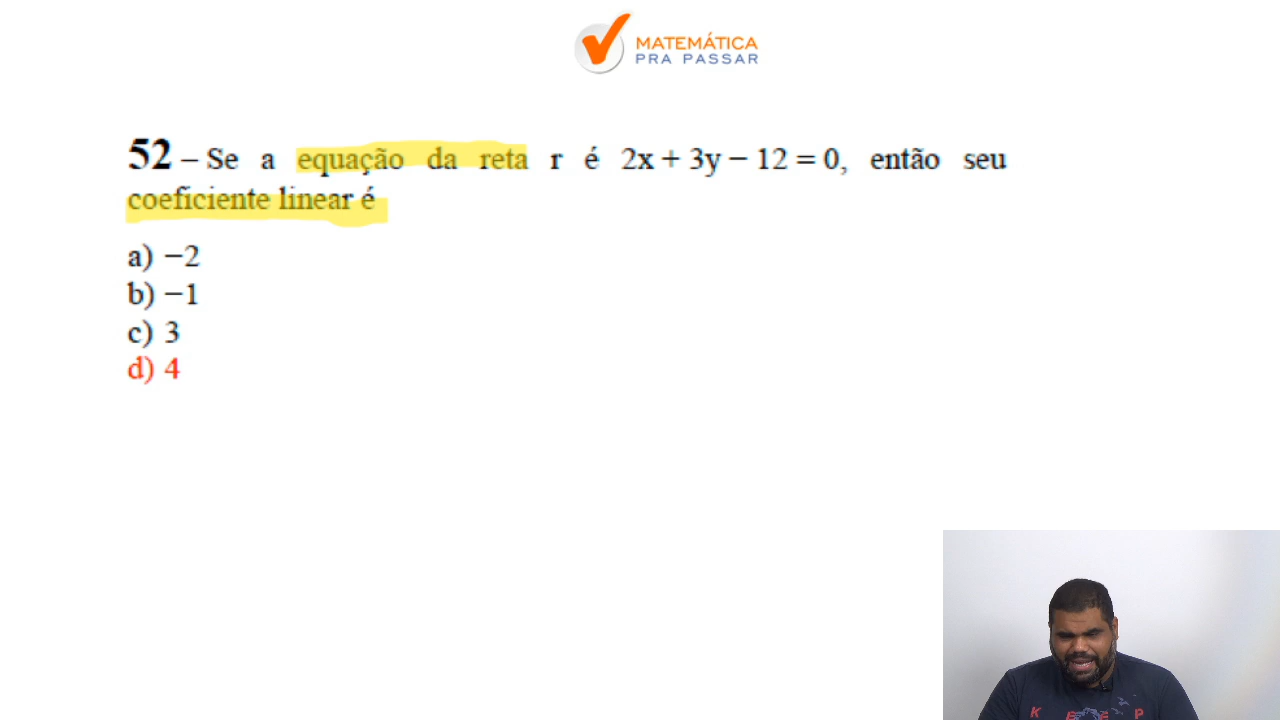 MATEMÁTICA
PRA PASSAR
52 – Se a equação da reta r é 2x + 3y − 12 = 0, então seu
coeficiente linear é
a) −2
b) −1
c) 3
d) 4
K E E P